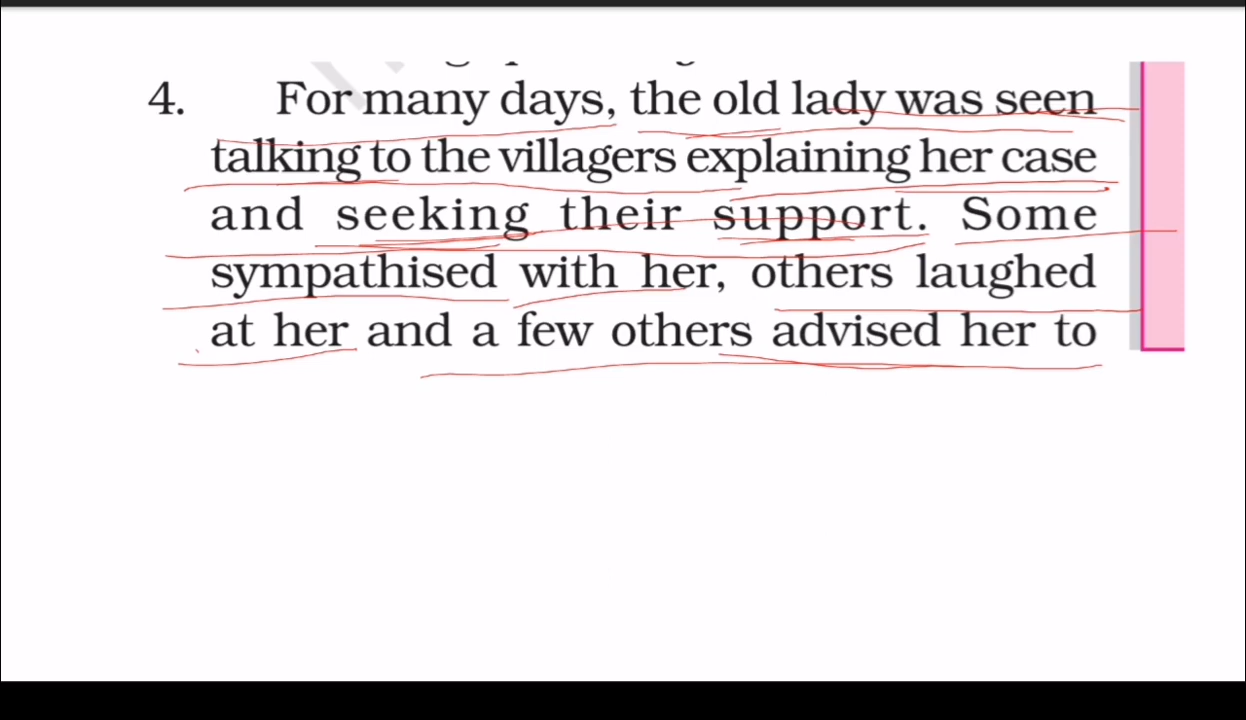 4. For many days, the old lady was seen
talking to the villagers explaining her case
and seeking their support. Some
sympathised with her, others laughed
at her and a few others advised her to